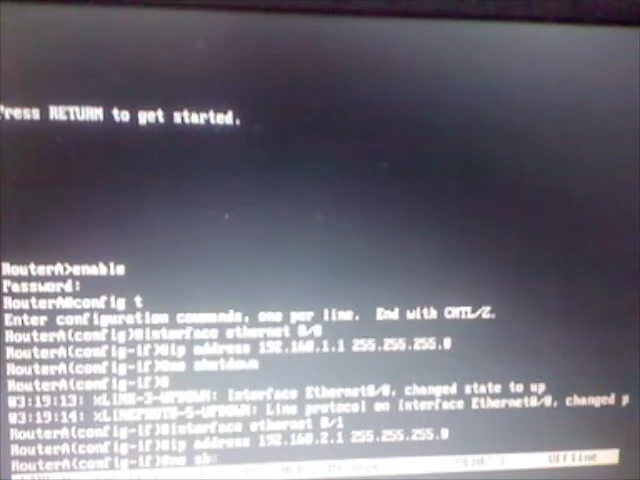 Press RETURN to get started.
RouterA>enable
Password:
RouterA#config t
Enter configuration commands, one per line. End with CNTL/Z.
RouterA(config)#interface ethernet 0/0
RouterA(config-if)#ip address 192.168.1.1 255.255.255.0
RouterA(config-if)#no shutdown
RouterA(config-if)#
03:19:13: %LINK-3-UPDOWN: Interface Ethernet0/0, changed state to up
03:19:14: %LINEPROTO-5-UPDOWN: Line protocol on Interface Ethernet0/0, changed p
RouterA(config-if)#interface ethernet 0/1
RouterA(config-if)#ip address 192.168.2.1 255.255.255.0
RouterA(config-if)#no sh
Offline